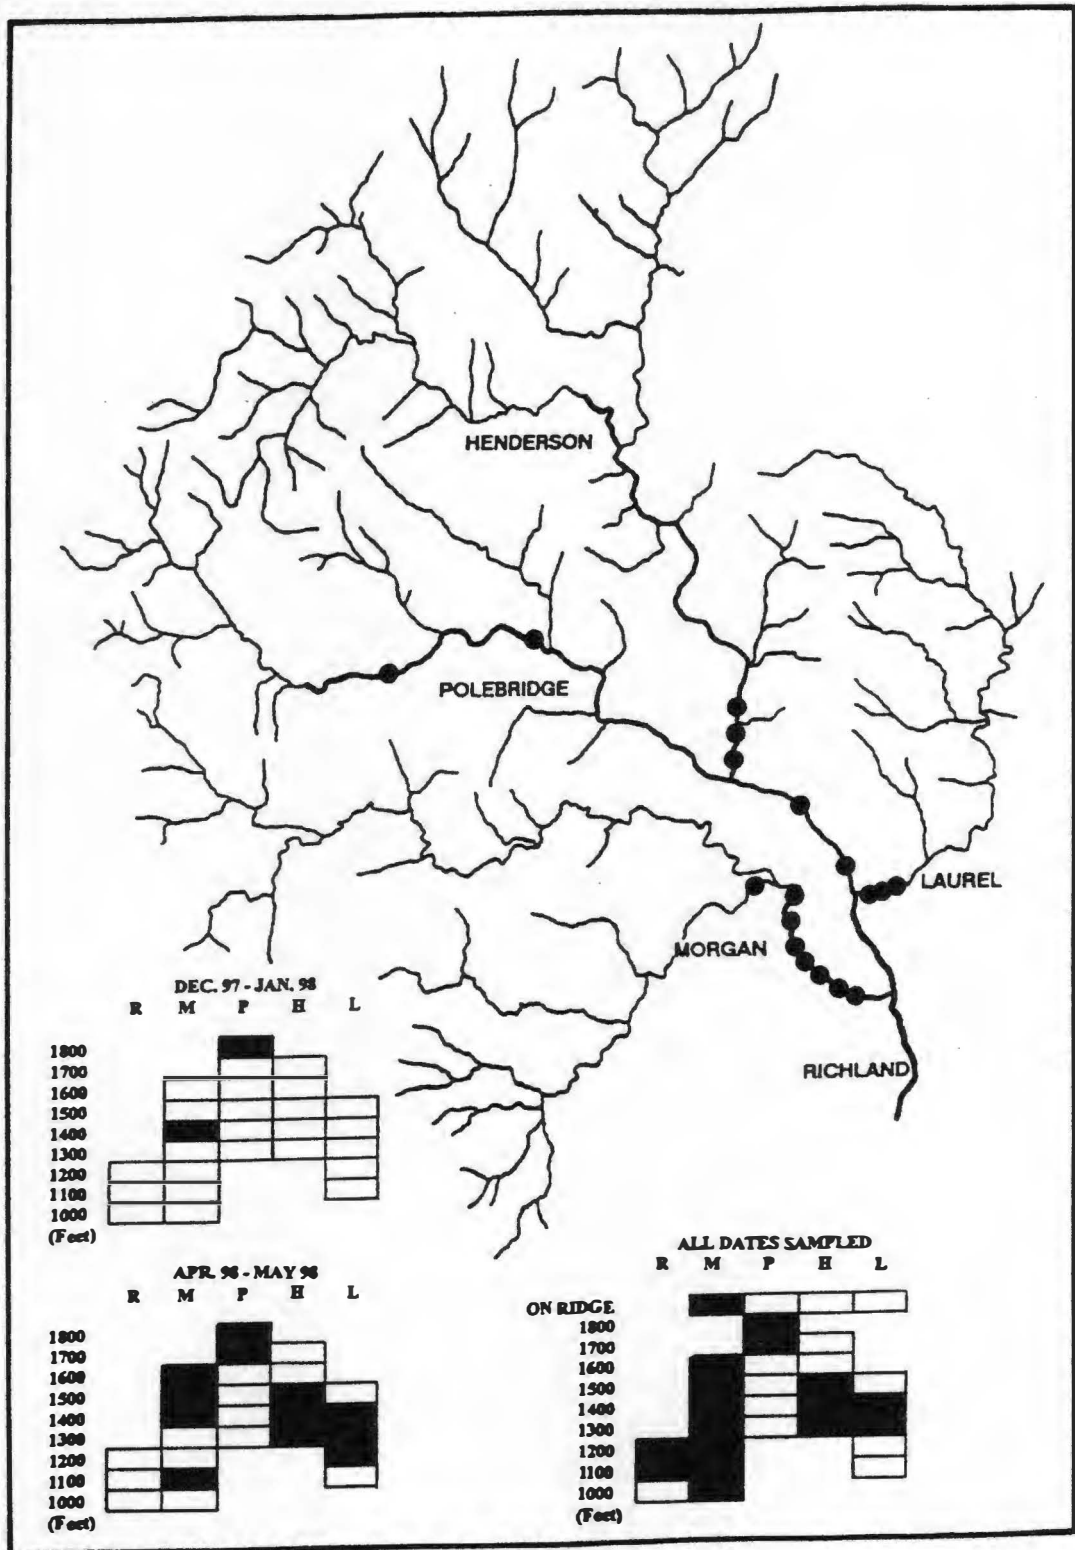 HENDERSON
POLEBRIDGE
LAUREL
MORGAN
RICHLAND
DEC. 97 - JAN. 98
R M P H L
1800
1700
1600
1500
1400
1300
1200
1100
1000
(Feet)
APR. 98 - MAY 98
R M P H L
1800
1700
1600
1500
1400
1300
1200
1100
1000
(Feet)
ALL DATES SAMPLED
R M P H L
ON RIDGE
1800
1700
1600
1500
1400
1300
1200
1100
1000
(Feet)